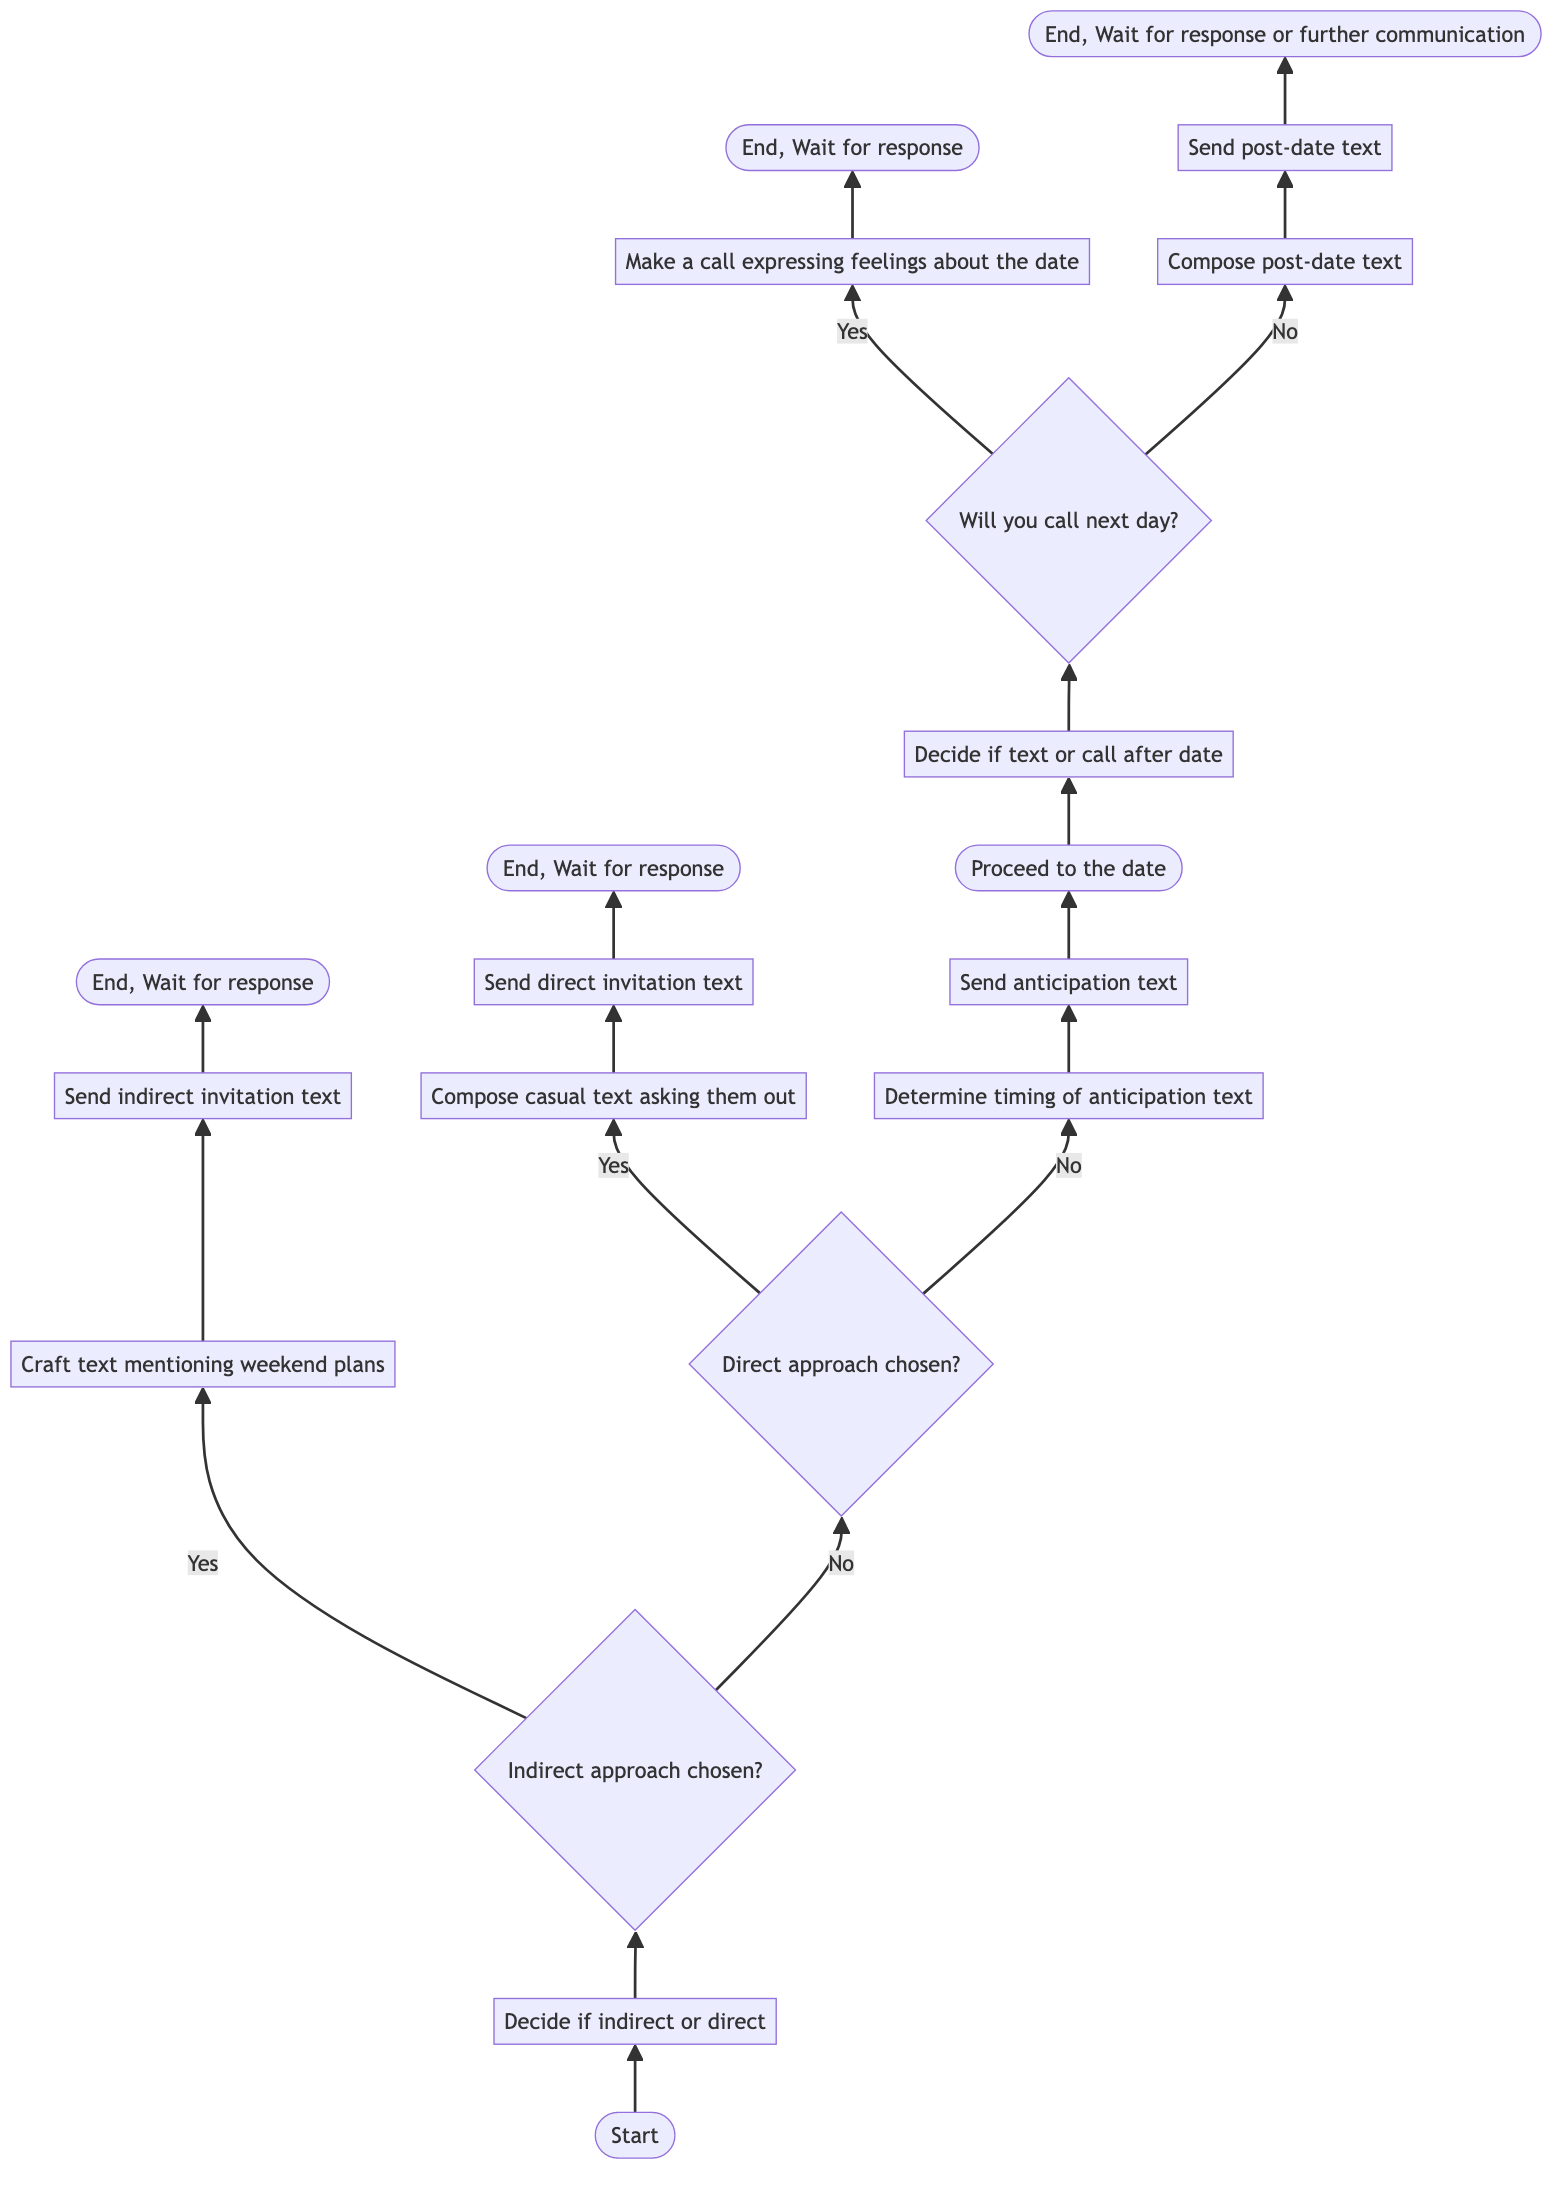 End, Wait for response or further communication
End, Wait for response
Send post-date text
Make a call expressing feelings about the date
Compose post-date text
Yes
No
Will you call next day?
Decide if text or call after date
End, Wait for response
Proceed to the date
End, Wait for response
Send direct invitation text
Send anticipation text
Send indirect invitation text
Compose casual text asking them out
Determine timing of anticipation text
Yes
No
Craft text mentioning weekend plans
Direct approach chosen?
Yes
No
Indirect approach chosen?
Decide if indirect or direct
Start